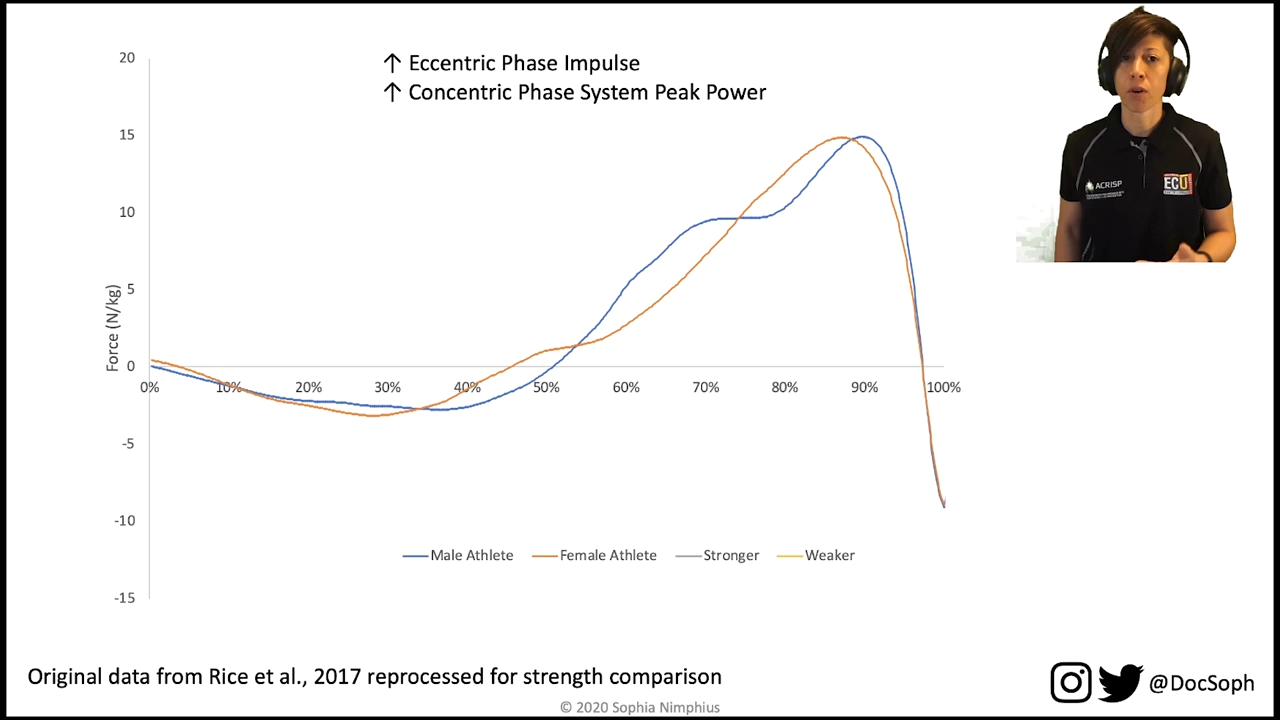 ↑ Eccentric Phase Impulse
↑ Concentric Phase System Peak Power
20
15
10
5
0
-5
-10
-15
Force (N/kg)
0% 10% 20% 30% 40% 50% 60% 70% 80% 90% 100%
Male Athlete Female Athlete Stronger Weaker
ACRISP
ECU
Original data from Rice et al., 2017 reprocessed for strength comparison
@DocSoph
© 2020 Sophia Nimphius